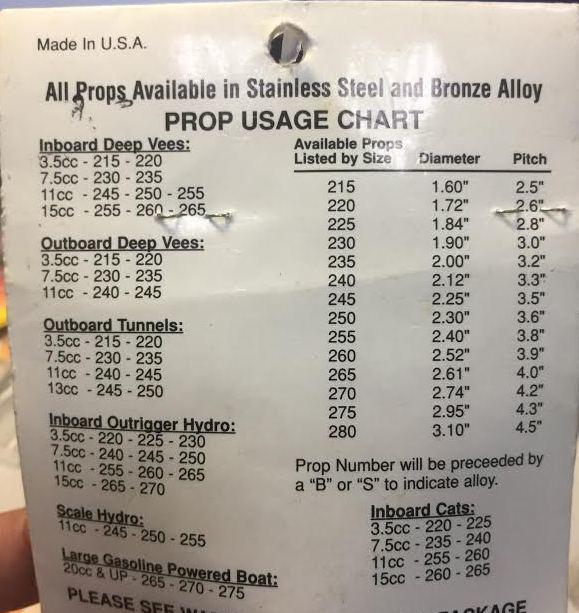 Made In U.S.A.
All Props Available in Stainless Steel and Bronze Alloy
PROP USAGE CHART
Inboard Deep Vees:
3.5cc - 215 - 220
7.5cc - 230 - 235
11cc - 245 - 250 - 255
15cc - 255 - 260 - 265
Outboard Deep Vees:
3.5cc - 215 - 220
7.5cc - 230 - 235
11cc - 240 - 245
Outboard Tunnels:
3.5cc - 215 - 220
7.5cc - 230 - 235
11cc - 240 - 245
13cc - 245 - 250
Inboard Outrigger Hydro:
3.5cc - 220 - 225 - 230
7.5cc - 240 - 245 - 250
11cc - 255 - 260 - 265
15cc - 265 - 270
Scale Hydro:
11cc - 245 - 250 - 255
Large Gasoline Powered Boat:
20cc & UP - 265 - 270 - 275
Available Props
Listed by Size Diameter Pitch
215 1.60" 2.5"
220 1.72" 2.6"
225 1.84" 2.8"
230 1.90" 3.0"
235 2.00" 3.2"
240 2.12" 3.3"
245 2.25" 3.5"
250 2.30" 3.6"
255 2.40" 3.8"
260 2.52" 3.9"
265 2.61" 4.0"
270 2.74" 4.2"
275 2.95" 4.3"
280 3.10" 4.5"
Prop Number will be preceeded by
a "B" or "S" to indicate alloy.
Inboard Cats:
3.5cc - 220 - 225
7.5cc - 235 - 240
11cc - 255 - 260
15cc - 260 - 265
PLEASE SEE PACKAGE